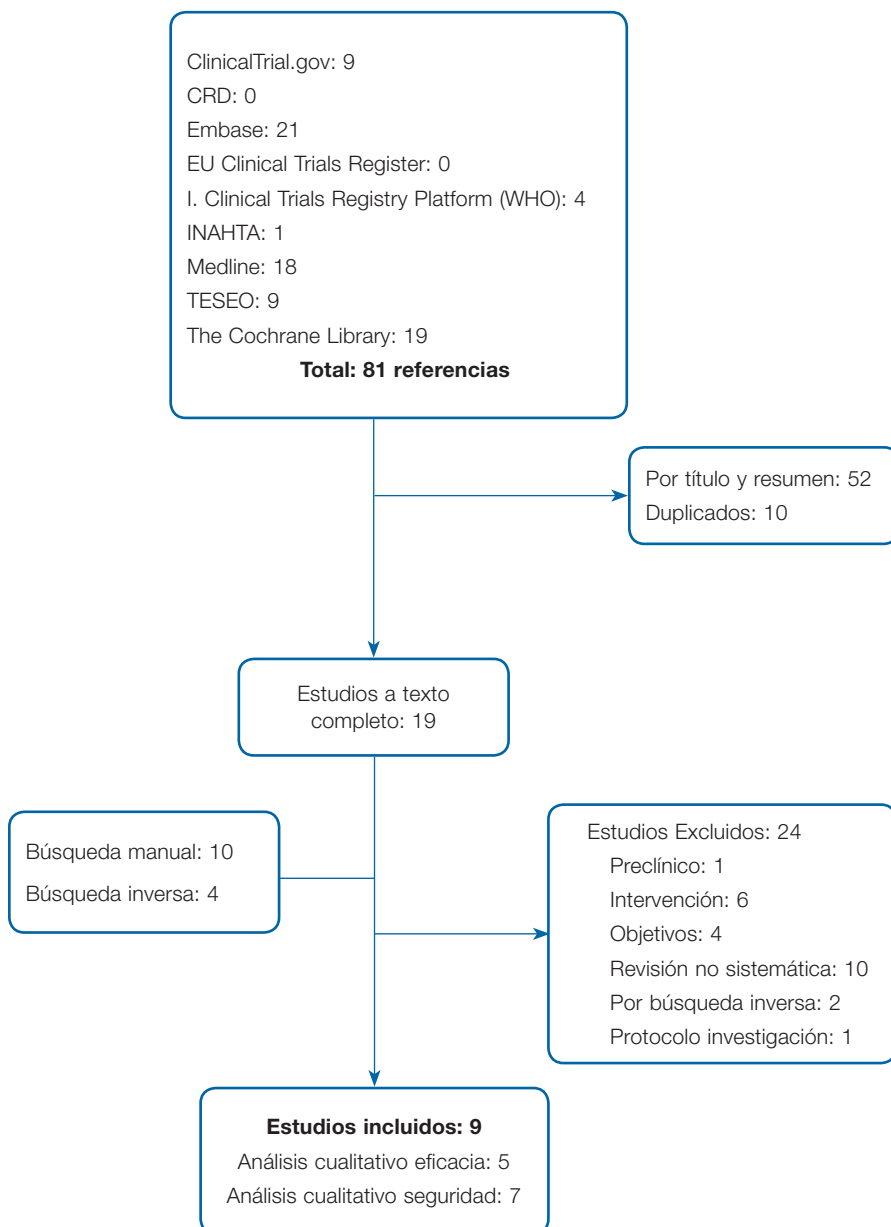 ClinicalTrial.gov: 9
CRD: 0
Embase: 21
EU Clinical Trials Register: 0
I. Clinical Trials Registry Platform (WHO): 4
INAHTA: 1
Medline: 18
TESEO: 9
The Cochrane Library: 19
Total: 81 referencias
Por título y resumen: 52
Duplicados: 10
Estudios a texto
completo: 19
Búsqueda manual: 10
Búsqueda inversa: 4
Estudios Excluidos: 24
Preclínico: 1
Intervención: 6
Objetivos: 4
Revisión no sistemática: 10
Por búsqueda inversa: 2
Protocolo investigación: 1
Estudios incluidos: 9
Análisis cualitativo eficacia: 5
Análisis cualitativo seguridad: 7